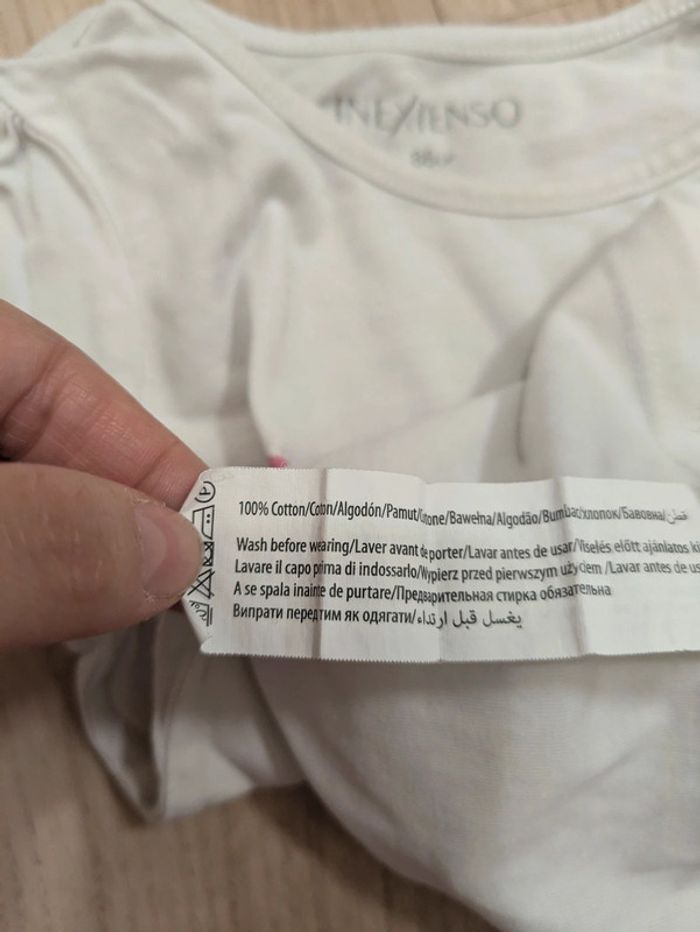 INEXTENSO
100% Cotton/Coton/Algodón/Pamut/Cotone/Bawełna/Algodão/Bumbac/хлопок/Бавовна/قطن
Wash before wearing/Laver avant de porter/Lavar antes de usar/Viselés előtt ajánlatos ki
Lavare il capo prima di indossarlo/Wypierz przed pierwszym użyciem /Lavar antes de us
A se spala inainte de purtare/Предварительная стирка обязательна
Випрати перед тим як одягати/يغسل قبل ارتداء